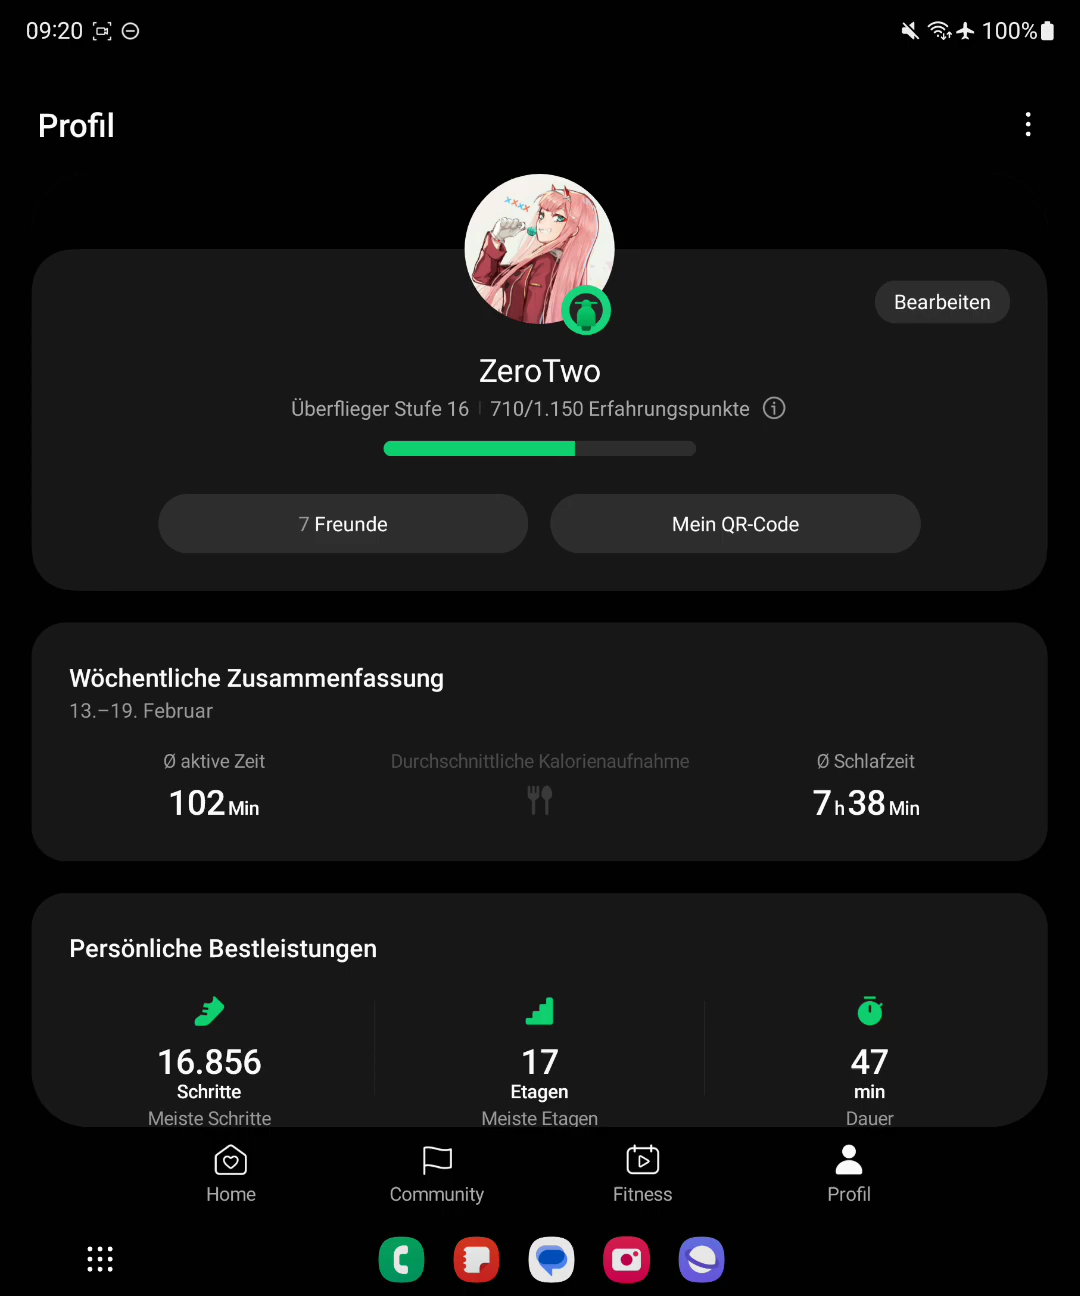 09:20
100%
Profil
xxxx
Bearbeiten
ZeroTwo
Überflieger Stufe 16 | 710/1.150 Erfahrungspunkte
7 Freunde
Mein QR-Code
Wöchentliche Zusammenfassung
13.–19. Februar
Ø aktive Zeit
Durchschnittliche Kalorienaufnahme
Ø Schlafzeit
102 Min
7 h 38 Min
Persönliche Bestleistungen
16.856
17
47
Schritte
Etagen
min
Meiste Schritte
Meiste Etagen
Dauer
Home
Community
Fitness
Profil